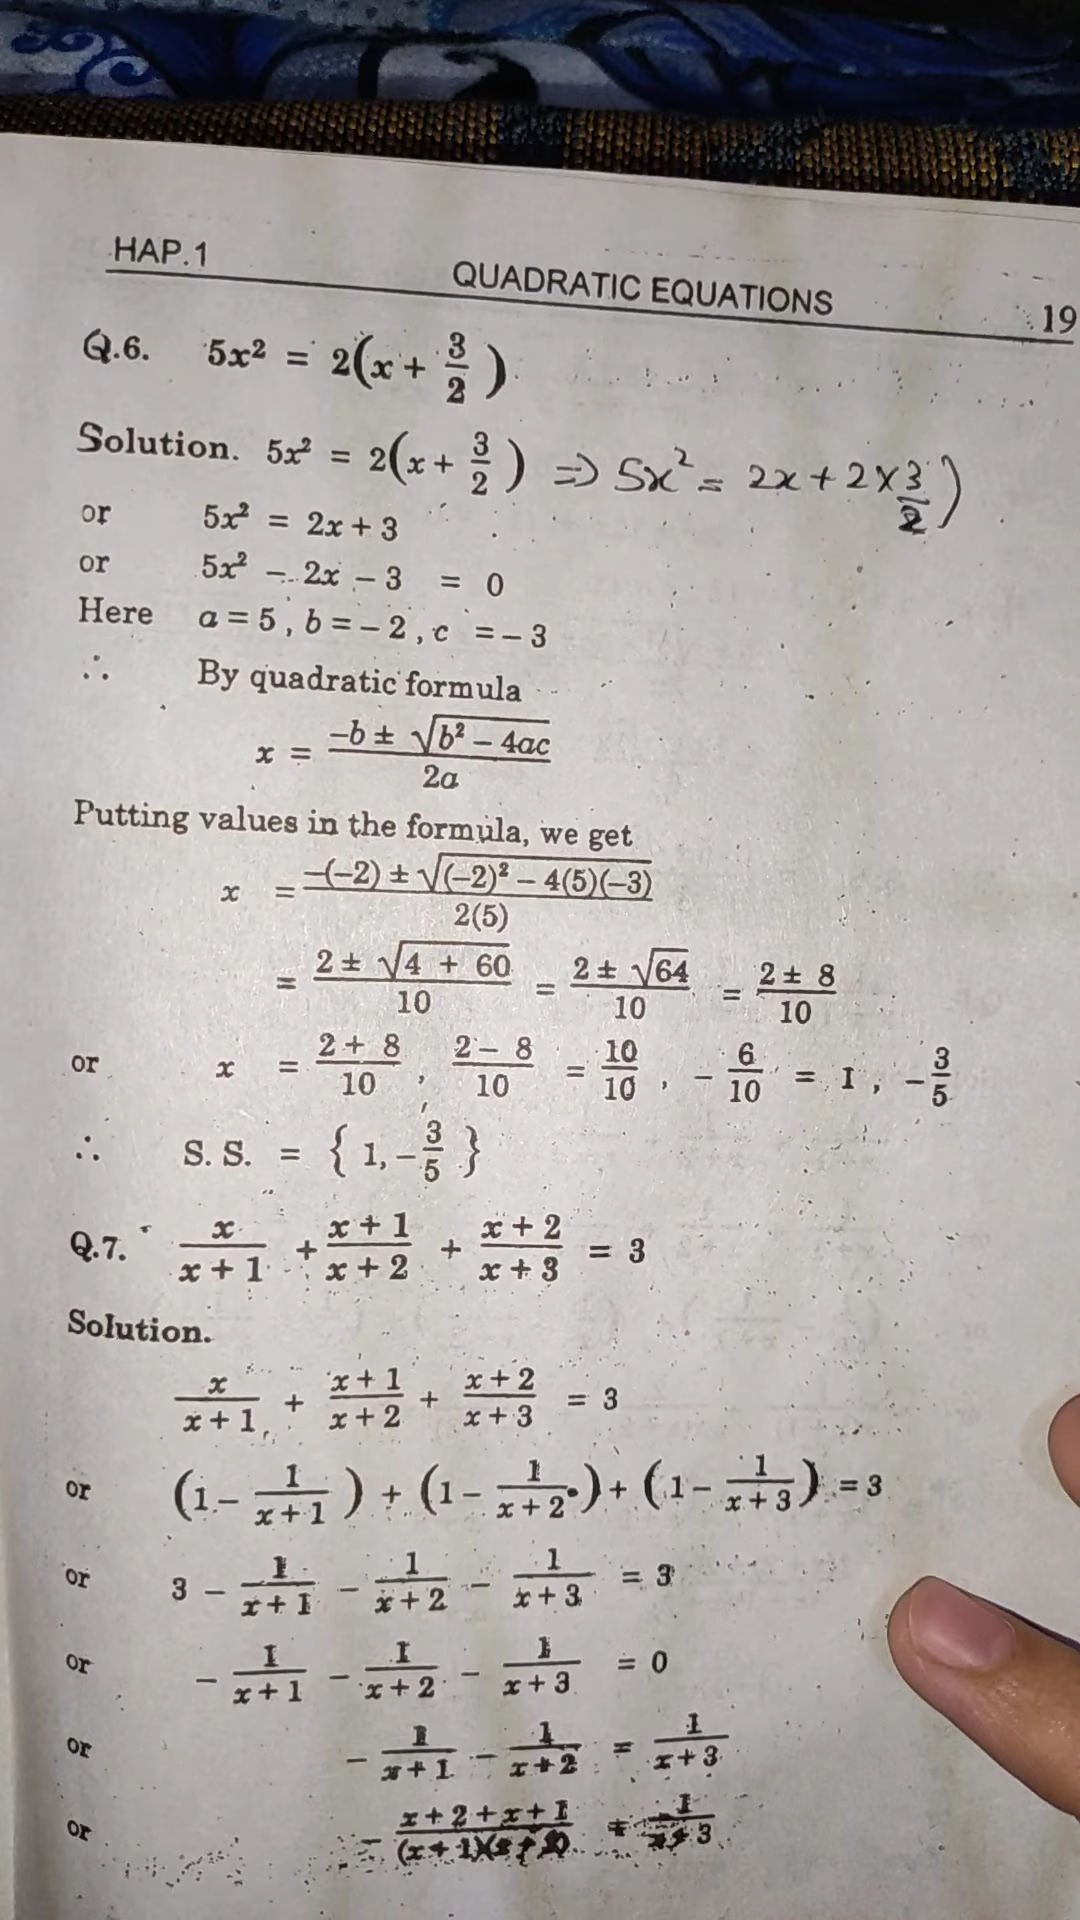 HAP.1 QUADRATIC EQUATIONS 19
Q.6. 5x² = 2(x + 3/2)
Solution. 5x² = 2(x + 3/2) ⇒ 5x² = 2x + 2 × 3/2)
or 5x² = 2x + 3
or 5x² - 2x - 3 = 0
Here a = 5, b = - 2, c = - 3
∴ By quadratic formula
x = (-b ± √(b² - 4ac))/(2a)
Putting values in the formula, we get
x = (-(-2) ± √((-2)² - 4(5)(-3)))/(2(5))
= (2 ± √(4 + 60))/10 = (2 ± √64)/10 = (2 ± 8)/10
or x = (2 + 8)/10, (2 - 8)/10 = 10/10, - 6/10 = 1, - 3/5
∴ S. S. = {1, - 3/5}
Q.7. x/(x + 1) + (x + 1)/(x + 2) + (x + 2)/(x + 3) = 3
Solution.
x/(x + 1) + (x + 1)/(x + 2) + (x + 2)/(x + 3) = 3
or (1 - 1/(x + 1)) + (1 - 1/(x + 2)) + (1 - 1/(x + 3)) = 3
or 3 - 1/(x + 1) - 1/(x + 2) - 1/(x + 3) = 3
or - 1/(x + 1) - 1/(x + 2) - 1/(x + 3) = 0
or - 1/(x + 1) - 1/(x + 2) = 1/(x + 3)
or - (x + 2 + x + 1)/((x + 1)(x + 2)) = 1/(x + 3)